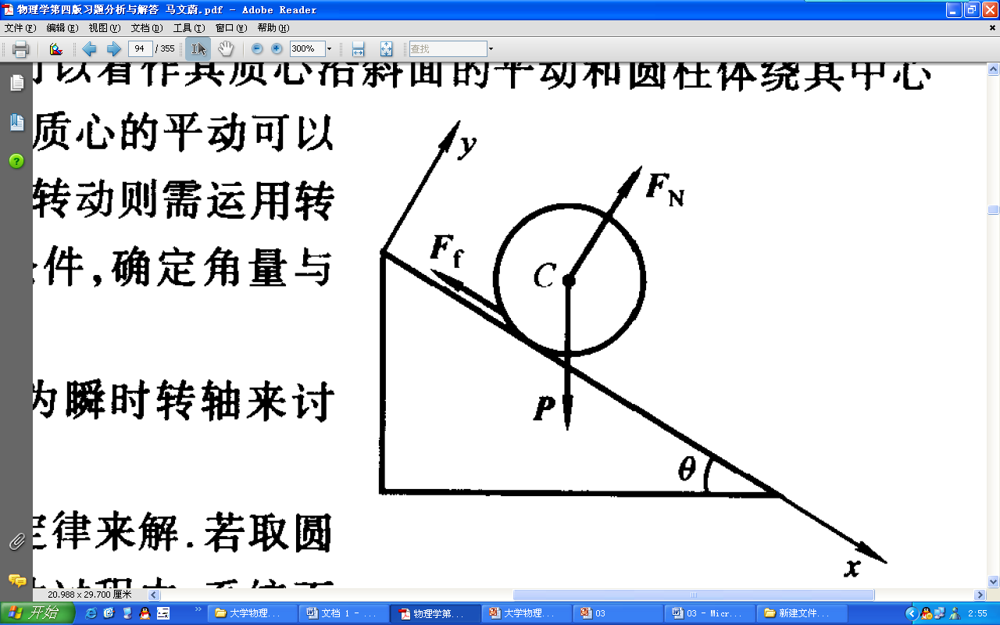 物理学第四版习题分析与解答 马文蔚.pdf - Adobe Reader
文件(F) 编辑(E) 视图(V) 文档(D) 工具(T) 窗口(W) 帮助(H)
94 / 355 300% 查找
可以看作其质心沿斜面的平动和圆柱体绕其中心
质心的平动可以
转动则需运用转
件,确定角量与
为瞬时转轴来讨
定律来解.若取圆
y
F_N
F_f
C
P
θ
x
20.988 x 29.700 厘米
开始 大学物理... 文档 1 - ... 物理学第... 大学物理... 03 03 - Micr... 新建文件... 2:55